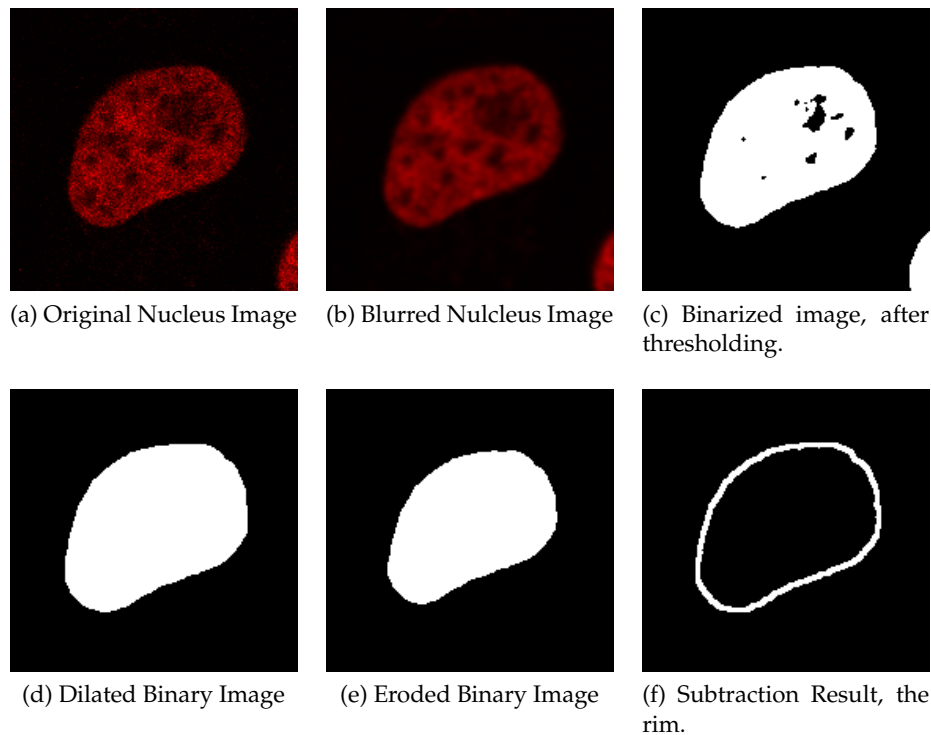 (a) Original Nucleus Image
(b) Blurred Nulcleus Image
(c) Binarized image, after
thresholding.
(d) Dilated Binary Image
(e) Eroded Binary Image
(f) Subtraction Result, the
rim.